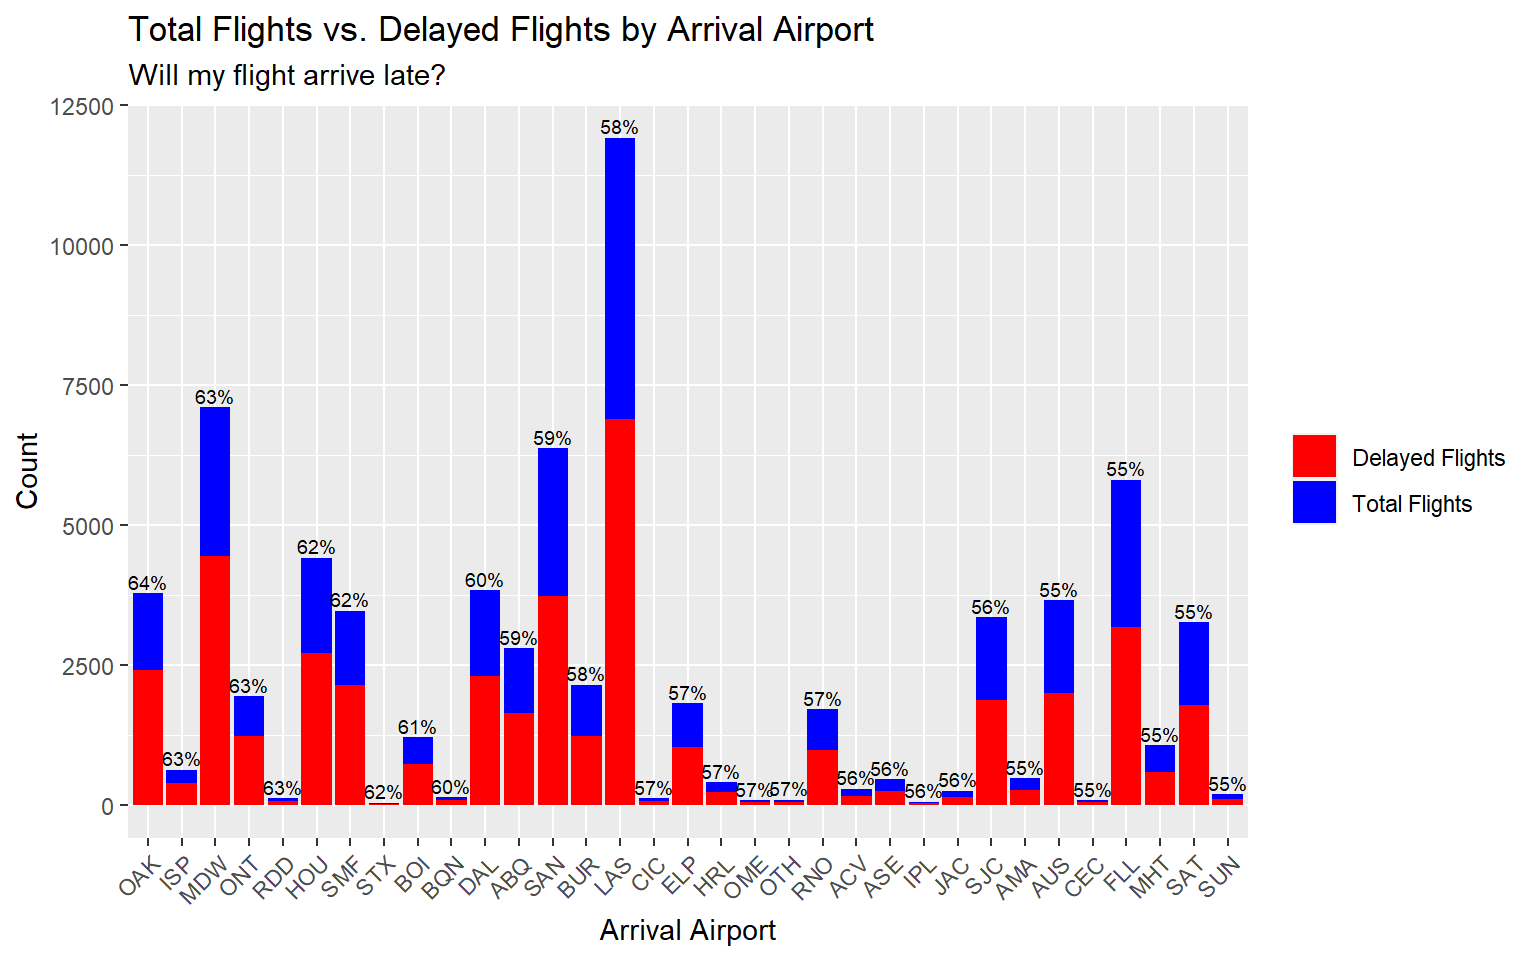 Total Flights vs. Delayed Flights by Arrival Airport
Will my flight arrive late?
12500
10000
7500
5000
2500
0
Count
64%
63%
63%
63%
63%
62%
62%
62%
61%
60%
60%
59%
59%
58%
58%
57%
57%
57%
57%
57%
57%
56%
56%
56%
56%
56%
55%
55%
55%
55%
55%
55%
55%
OAK
ISP
MDW
ONT
RDD
HOU
SMF
STX
BOI
BQN
DAL
ABQ
SAN
BUR
LAS
CIC
ELP
HRL
OME
OTH
RNO
ACV
ASE
IPL
JAC
SJC
AMA
AUS
CEC
FLL
MHT
SAT
SUN
Arrival Airport
Delayed Flights
Total Flights